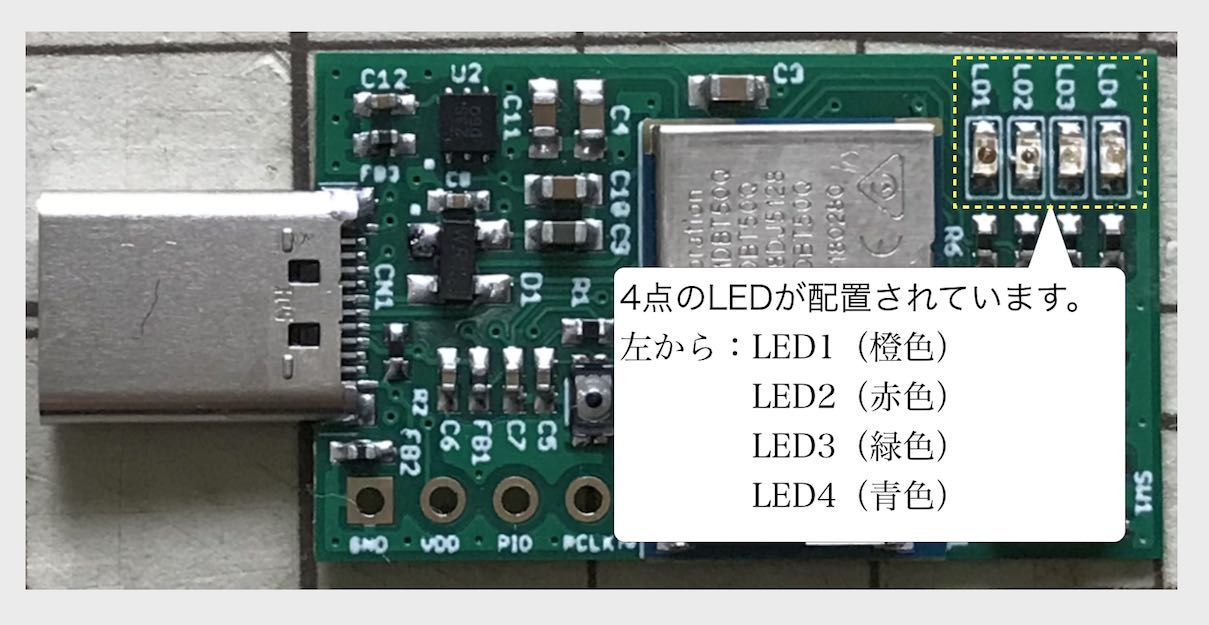 C12
U2
C3
LD1
LD2
LD3
LD4
C11
C4
FB3
C8
C10
C9
R6
CN1
D1
R1
4点のLEDが配置されています。
左から：LED1（橙色）
LED2（赤色）
LED3（緑色）
LED4（青色）
R2
FB2
C6
FB1
C7
C5
SW1
GND
VDD
PIO